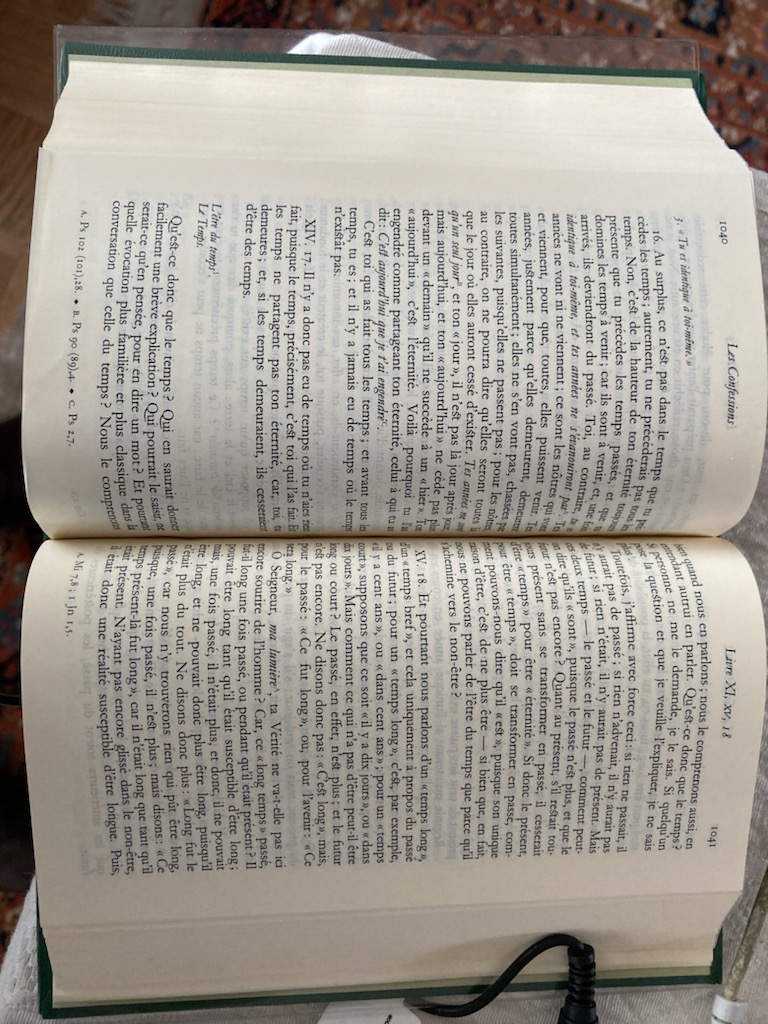 1040
Les Confessions
3. « Tu es identique à toi-même. »
16. Au surplus, ce n'est pas dans le temps que tu pré-
cèdes les temps ; autrement, tu ne précéderais pas tous les
temps. Non, c'est de la hauteur de ton éternité toujours
présente que tu précèdes les temps passés, et que tu
domines les temps à venir ; car ils sont à venir, et, une fois
arrivés, ils deviendront du passé. Toi, au contraire, tu es
identique à toi-même, et tes années ne s'évanouiront pas^A. Tes
années ne vont ni ne viennent ; ce sont les nôtres qui vont
et viennent, pour que, toutes, elles puissent venir. Tes
années, justement parce qu'elles demeurent, demeurent
toutes simultanément ; elles ne s'en vont pas, chassées par
les suivantes, puisqu'elles ne passent pas ; pour les nôtres,
au contraire, on ne pourra dire qu'elles seront toutes là
que le jour où elles auront cessé d'exister. Tes années ne sont
qu'un seul jour^B, et ton « jour », il n'est pas là jour après jour,
mais aujourd'hui, et ton « aujourd'hui » ne cède pas plus
devant un « demain » qu'il ne succède à un « hier ». Ton
« aujourd'hui », c'est l'éternité. Voilà pourquoi tu l'as
engendré comme partageant ton éternité, celui à qui tu as
dit : C'est aujourd'hui que je t'ai engendré^C.
C'est toi qui as fait tous les temps ; et avant tous les
temps, tu es ; et il n'y a jamais eu de temps où le temps
n'existât pas.
XIV. 17. Il n'y a donc pas eu de temps où tu n'aies rien
fait, puisque le temps, précisément, c'est toi qui l'as fait. Et
les temps ne partagent pas ton éternité, car, toi, tu
demeures ; et, si les temps demeuraient, ils cesseraient
d'être des temps.
L'être du temps^1.
Le Temps.
Qu'est-ce donc que le temps ? Qui en saurait donner
facilement une brève explication ? Qui pourrait le saisir, ne
serait-ce qu'en pensée, pour en dire un mot ? Et pourtant
quelle évocation plus familière et plus classique dans la
conversation que celle du temps ? Nous le comprenons
A. Ps 102 (101),28. ◆ B. Ps 90 (89),4. ◆ C. Ps 2,7.
Livre XI, XV, 18
1041
bien quand nous en parlons ; nous le comprenons aussi, en
entendant autrui en parler. Qu'est-ce donc que le temps ?
Si personne ne me le demande, je le sais. Si quelqu'un
pose la question et que je veuille l'expliquer, je ne sais
plus.
Toutefois, j'affirme avec force ceci : si rien ne passait, il
n'y aurait pas de passé ; si rien n'advenait, il n'y aurait pas
de futur ; si rien n'était, il n'y aurait pas de présent. Mais
ces deux temps — le passé et le futur —, comment peut-
on dire qu'ils « sont », puisque le passé n'est plus, et que le
futur n'est pas encore ? Quant au présent, s'il restait tou-
jours présent sans se transformer en passé, il cesserait
d'être « temps » pour être « éternité ». Si donc le présent,
pour être « temps », doit se transformer en passé, com-
ment pouvons-nous dire qu'il « est », puisque son unique
raison d'être, c'est de ne plus être — si bien que, en fait,
nous ne pouvons parler de l'être du temps que parce qu'il
s'achemine vers le non-être ?
XV. 18. Et pourtant nous parlons d'un « temps long »,
d'un « temps bref », et cela uniquement à propos du passé
ou du futur ; pour un « temps long », c'est, par exemple,
« il y a cent ans », ou « dans cent ans » ; pour un « temps
court », supposons que ce soit « il y a dix jours », ou « dans
dix jours ». Mais comment ce qui n'a pas d'être peut-il être
long ou court ? Le passé, en effet, n'est plus ; et le futur
n'est pas encore. Ne disons donc pas : « C'est long », mais,
pour le passé : « Ce fut long », ou, pour l'avenir : « Ce
sera long. »
Ô Seigneur, ma lumière^A, ta Vérité ne va-t-elle pas ici
encore sourire de l'homme ? Car, ce « long temps » passé,
fut-il long une fois passé, ou pendant qu'il était présent ? Il
pouvait être long tant qu'il était susceptible d'être long ;
mais, une fois passé, il n'était plus, et donc, il ne pouvait
être long, et ne pouvait donc plus être long, puisqu'il
n'était plus du tout. Ne disons donc plus : « Long fut le
passé », car nous n'y trouverons rien qui pût être long,
puisque, une fois passé, il n'est plus ; mais disons : « Ce
temps présent-là fut long », car il n'était long que tant qu'il
était présent. N'ayant pas encore glissé dans le non-être,
il était donc une réalité susceptible d'être longue. Puis,
A. Mi 7,8 ; 1 Jn 1,5.